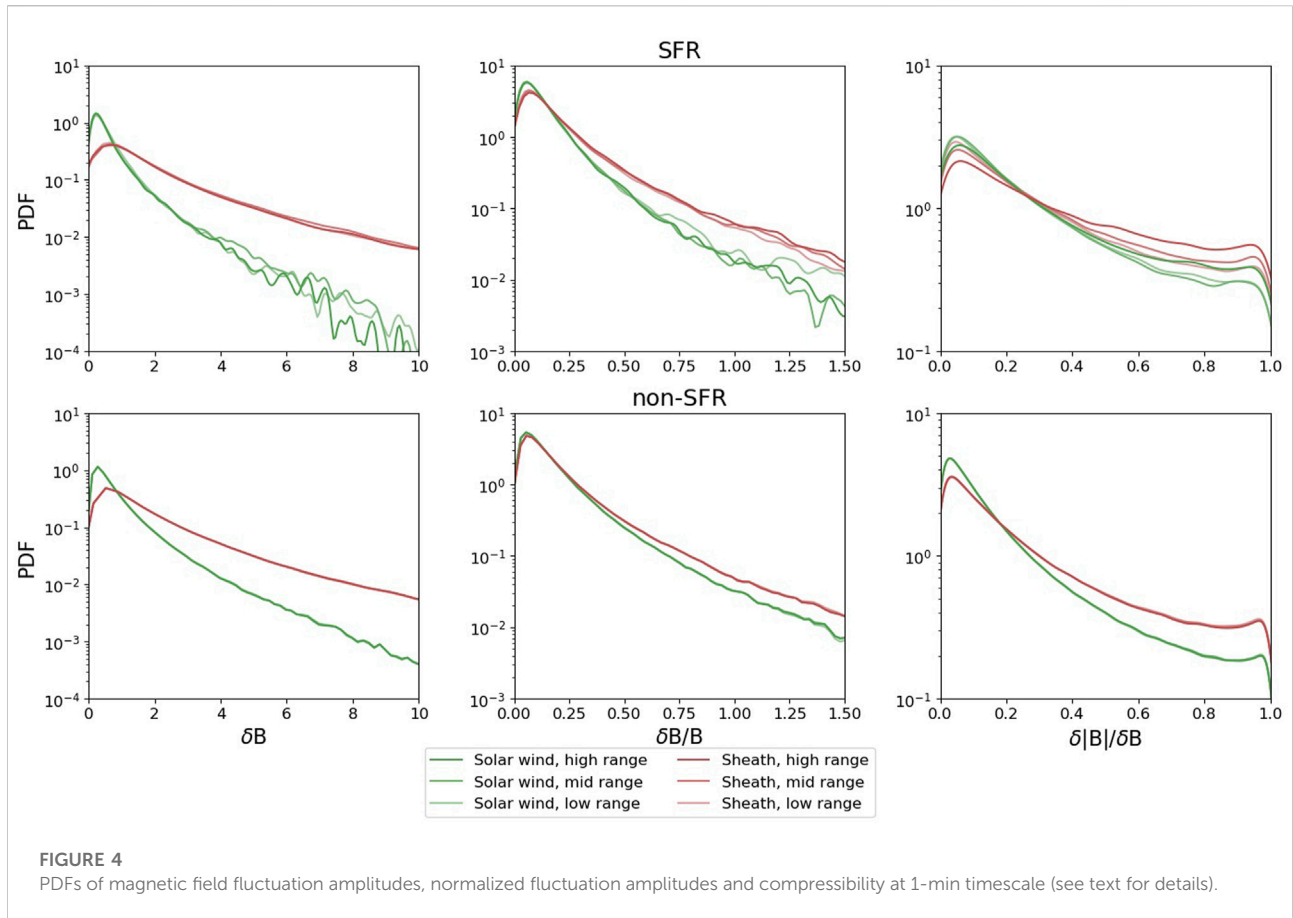 SFR
PDF
10¹
10⁰
10⁻¹
10⁻²
10⁻³
10⁻⁴
0 2 4 6 8 10
10¹
10⁰
10⁻¹
10⁻²
10⁻³
0.00 0.25 0.50 0.75 1.00 1.25 1.50
10¹
10⁰
10⁻¹
0.0 0.2 0.4 0.6 0.8 1.0
non-SFR
PDF
10¹
10⁰
10⁻¹
10⁻²
10⁻³
10⁻⁴
0 2 4 6 8 10
δB
10¹
10⁰
10⁻¹
10⁻²
10⁻³
0.00 0.25 0.50 0.75 1.00 1.25 1.50
δB/B
10¹
10⁰
10⁻¹
0.0 0.2 0.4 0.6 0.8 1.0
δ|B|/δB
Solar wind, high range
Solar wind, mid range
Solar wind, low range
Sheath, high range
Sheath, mid range
Sheath, low range
FIGURE 4
PDFs of magnetic field fluctuation amplitudes, normalized fluctuation amplitudes and compressibility at 1-min timescale (see text for details).